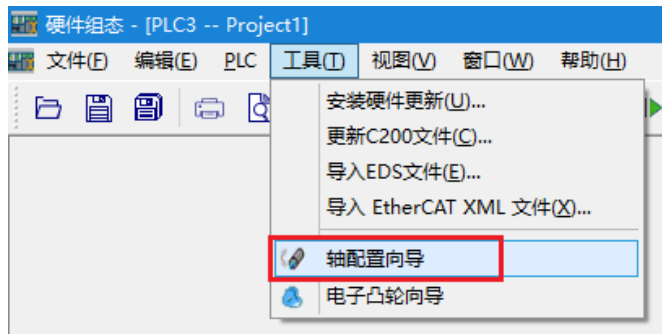 硬件组态 - [PLC3 -- Project1]
文件(F) 编辑(E) PLC 工具(T) 视图(V) 窗口(W) 帮助(H)
安装硬件更新(U)...
更新C200文件(C)...
导入EDS文件(E)...
导入 EtherCAT XML 文件(X)...
轴配置向导
电子凸轮向导